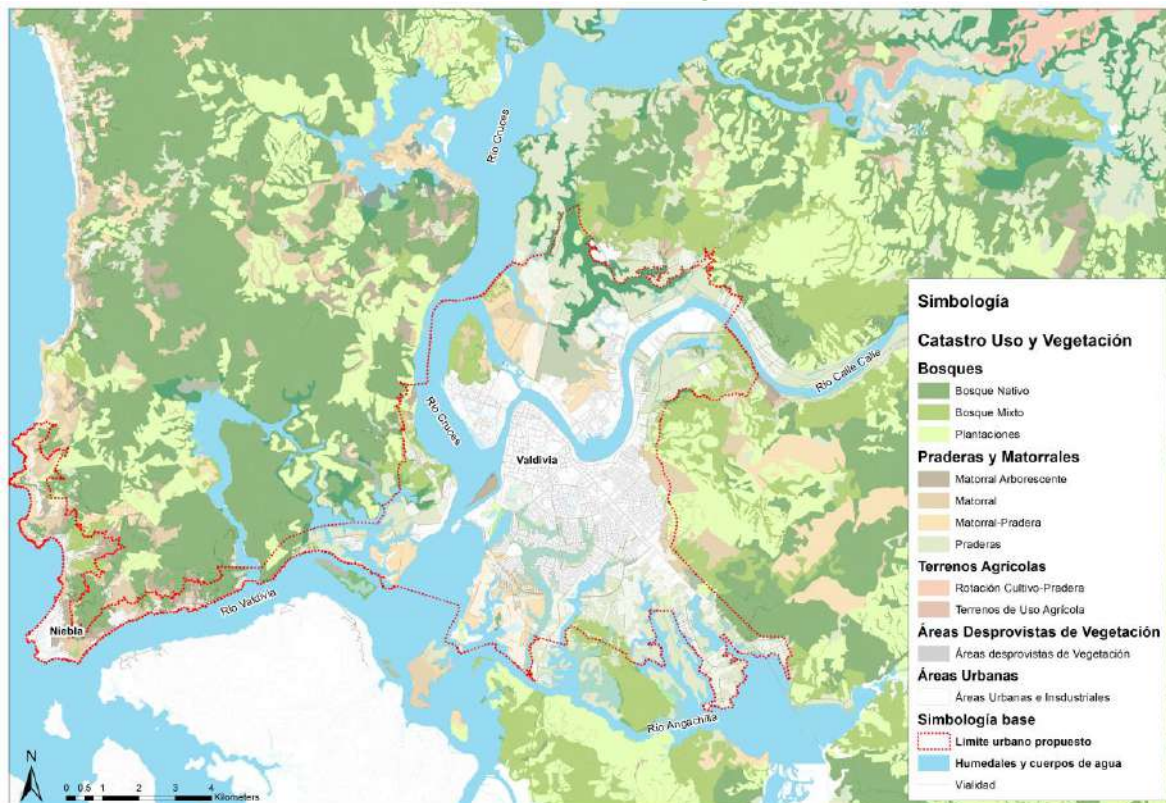 Río Cruces
Río Cruces
Río Calle Calle
Valdivia
Río Valdivia
Niebla
Río Angachilla
N
0 0.5 1 2 3 4
Kilometers
Simbología
Catastro Uso y Vegetación
Bosques
Bosque Nativo
Bosque Mixto
Plantaciones
Praderas y Matorrales
Matorral Arborescente
Matorral
Matorral-Pradera
Praderas
Terrenos Agrícolas
Rotación Cultivo-Pradera
Terrenos de Uso Agrícola
Áreas Desprovistas de Vegetación
Áreas desprovistas de Vegetación
Áreas Urbanas
Áreas Urbanas e Insdustriales
Simbología base
Límite urbano propuesto
Humedales y cuerpos de agua
Vialidad